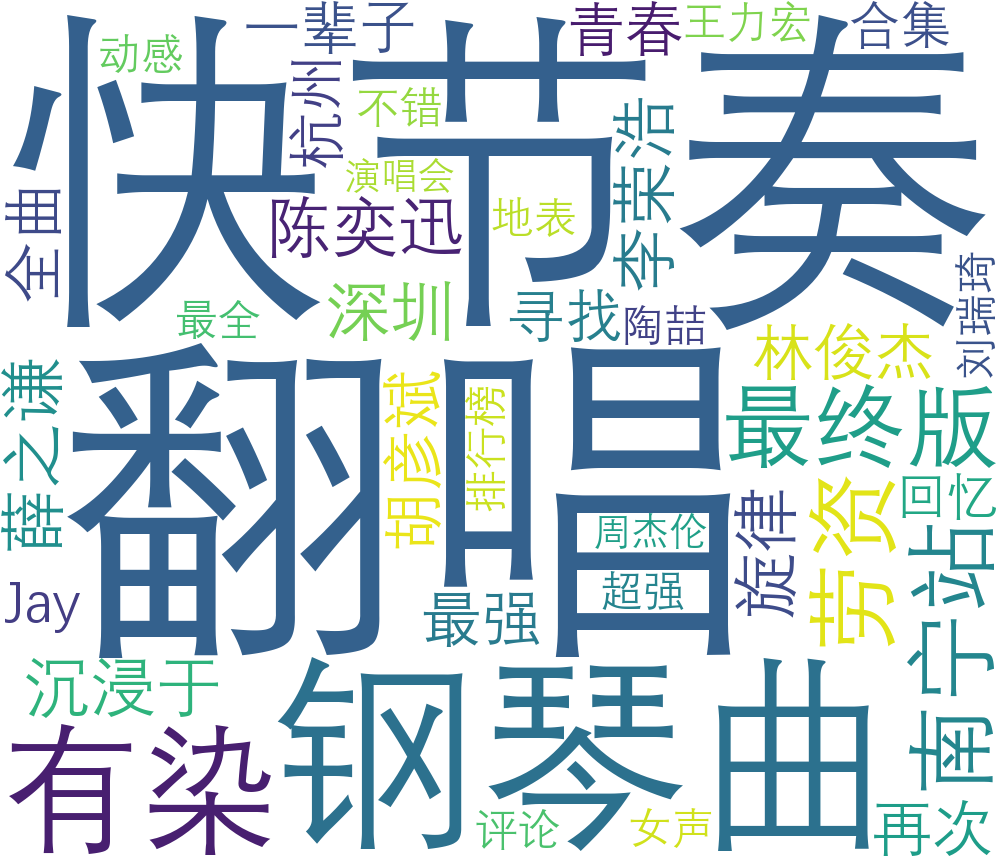 快节奏
翻唱
钢琴曲
有染
最终版
南宁站
劳资
陈奕迅
深圳
林俊杰
胡彦斌
李荣浩
薛之谦
沉浸于
最强
寻找
旋律
再次
回忆
青春
一辈子
杭州
全曲
合集
王力宏
动感
不错
演唱会
地表
最全
陶喆
刘瑞琦
排行榜
周杰伦
超强
Jay
评论
女声